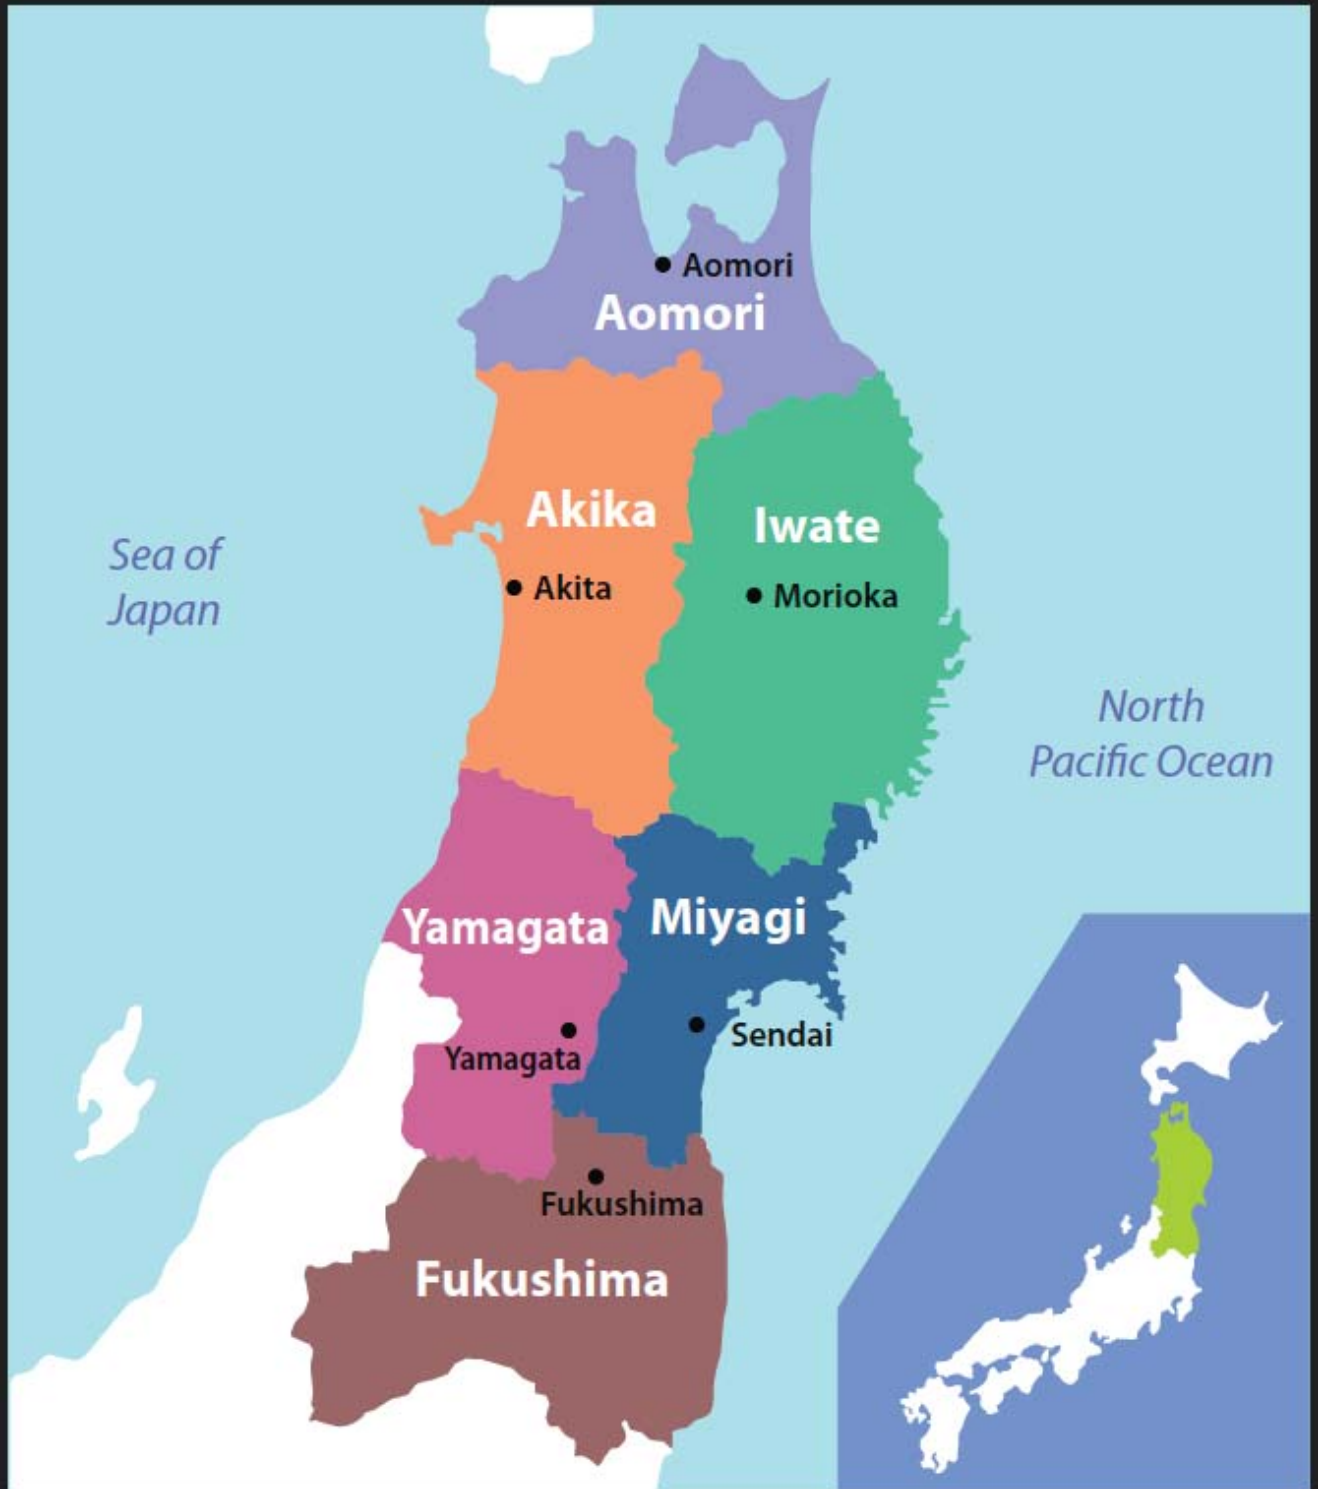 Aomori
Aomori
Akika
Iwate
Sea of
Japan
Akita
Morioka
North
Pacific Ocean
Yamagata
Miyagi
Sendai
Yamagata
Fukushima
Fukushima